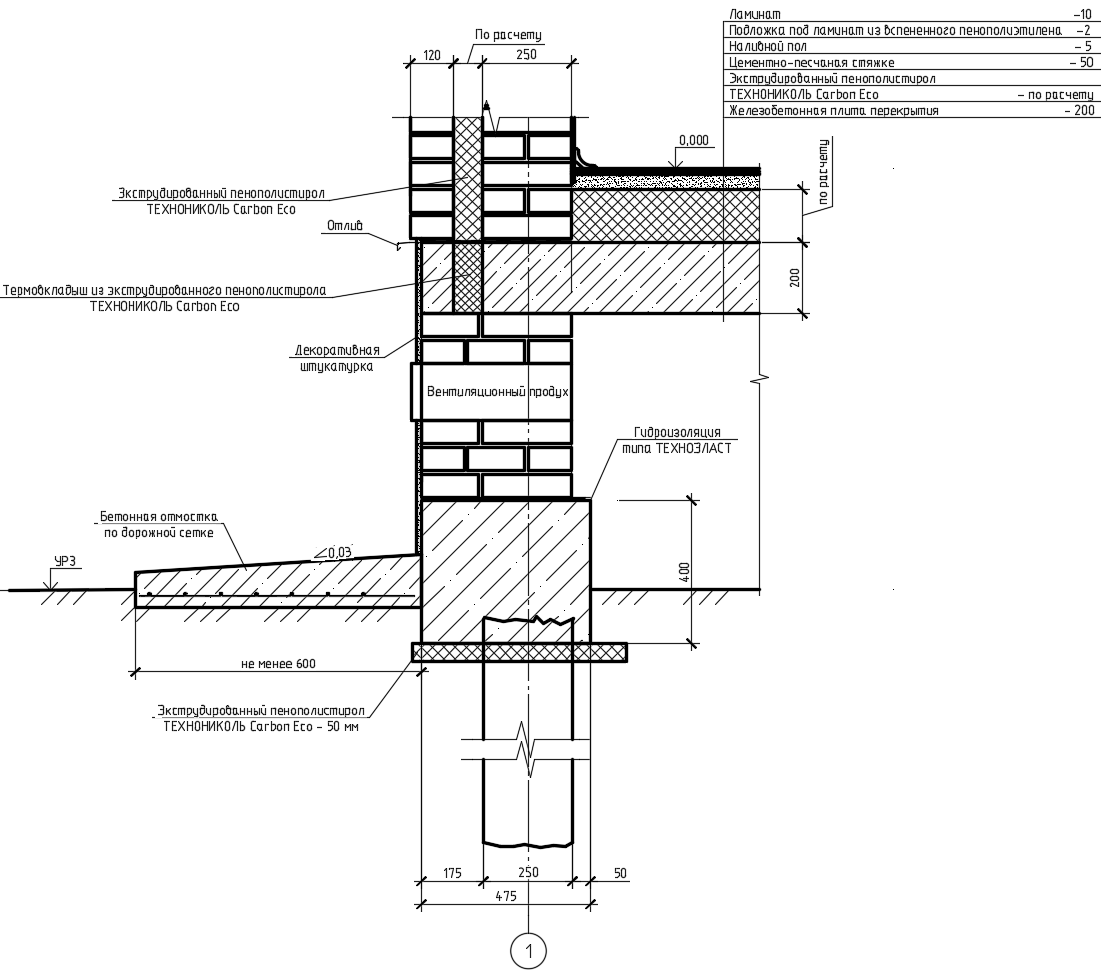 Ламинат -10
Подложка под ламинат из вспененного пенополиэтилена -2
Наливной пол - 5
Цементно-песчаная стяжке - 50
Экструдированный пенополистирол
ТЕХНОНИКОЛЬ Carbon Eco - по расчету
Железобетонная плита перекрытия - 200
По расчету
120
250
0,000
по расчету
Экструдированный пенополистирол
ТЕХНОНИКОЛЬ Carbon Eco
Отлив
200
Термовкладыш из экструдированного пенополистирола
ТЕХНОНИКОЛЬ Carbon Eco
Декоративная
штукатурка
Вентиляционный продух
Гидроизоляция
типа ТЕХНОЭЛАСТ
Бетонная отмостка
по дорожной сетке
0,03
УРЗ
400
не менее 600
Экструдированный пенополистирол
ТЕХНОНИКОЛЬ Carbon Eco - 50 мм
175
250
50
475
1